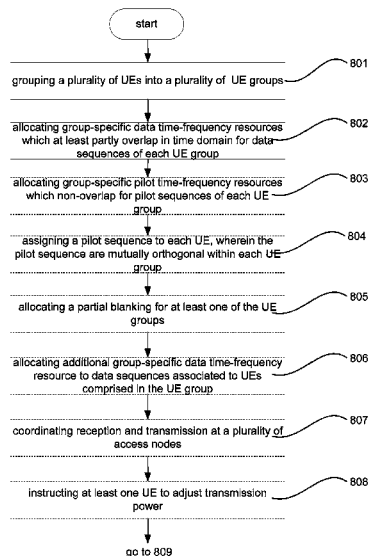 start
801
grouping a plurality of UEs into a plurality of UE groups
802
allocating group-specific data time-frequency resources
which at least partly overlap in time domain for data
sequences of each UE group
803
allocating group-specific pilot time-frequency resources
which non-overlap for pilot sequences of each UE
group
804
assigning a pilot sequence to each UE, wherein the
pilot sequence are mutually orthogonal within each UE
group
805
allocating a partial blanking for at least one of the UE
groups
806
allocating additional group-specific data time-frequency
resource to data sequences associated to UEs
comprised in the UE group
807
coordinating reception and transmission at a plurality of
access nodes
808
instructing at least one UE to adjust transmission
power
go to 809